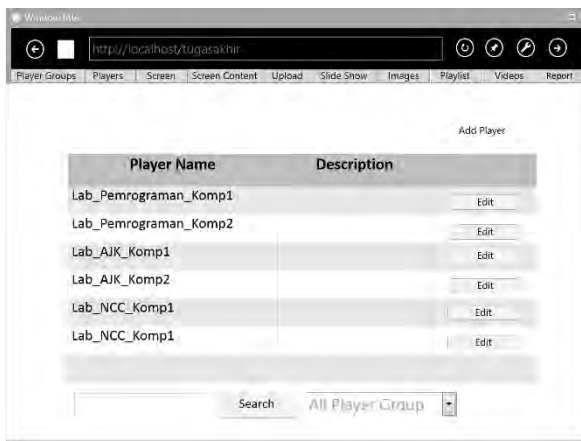 Window Title
http://localhost/tugasakhir
Player Groups Players Screen Screen Content Upload Slide Show Images Playlist Videos Report
Add Player
Player Name Description
Lab_Pemrograman_Komp1 Edit
Lab_Pemrograman_Komp2 Edit
Lab_AJK_Komp1 Edit
Lab_AJK_Komp2 Edit
Lab_NCC_Komp1 Edit
Lab_NCC_Komp1 Edit
Search All Player Group